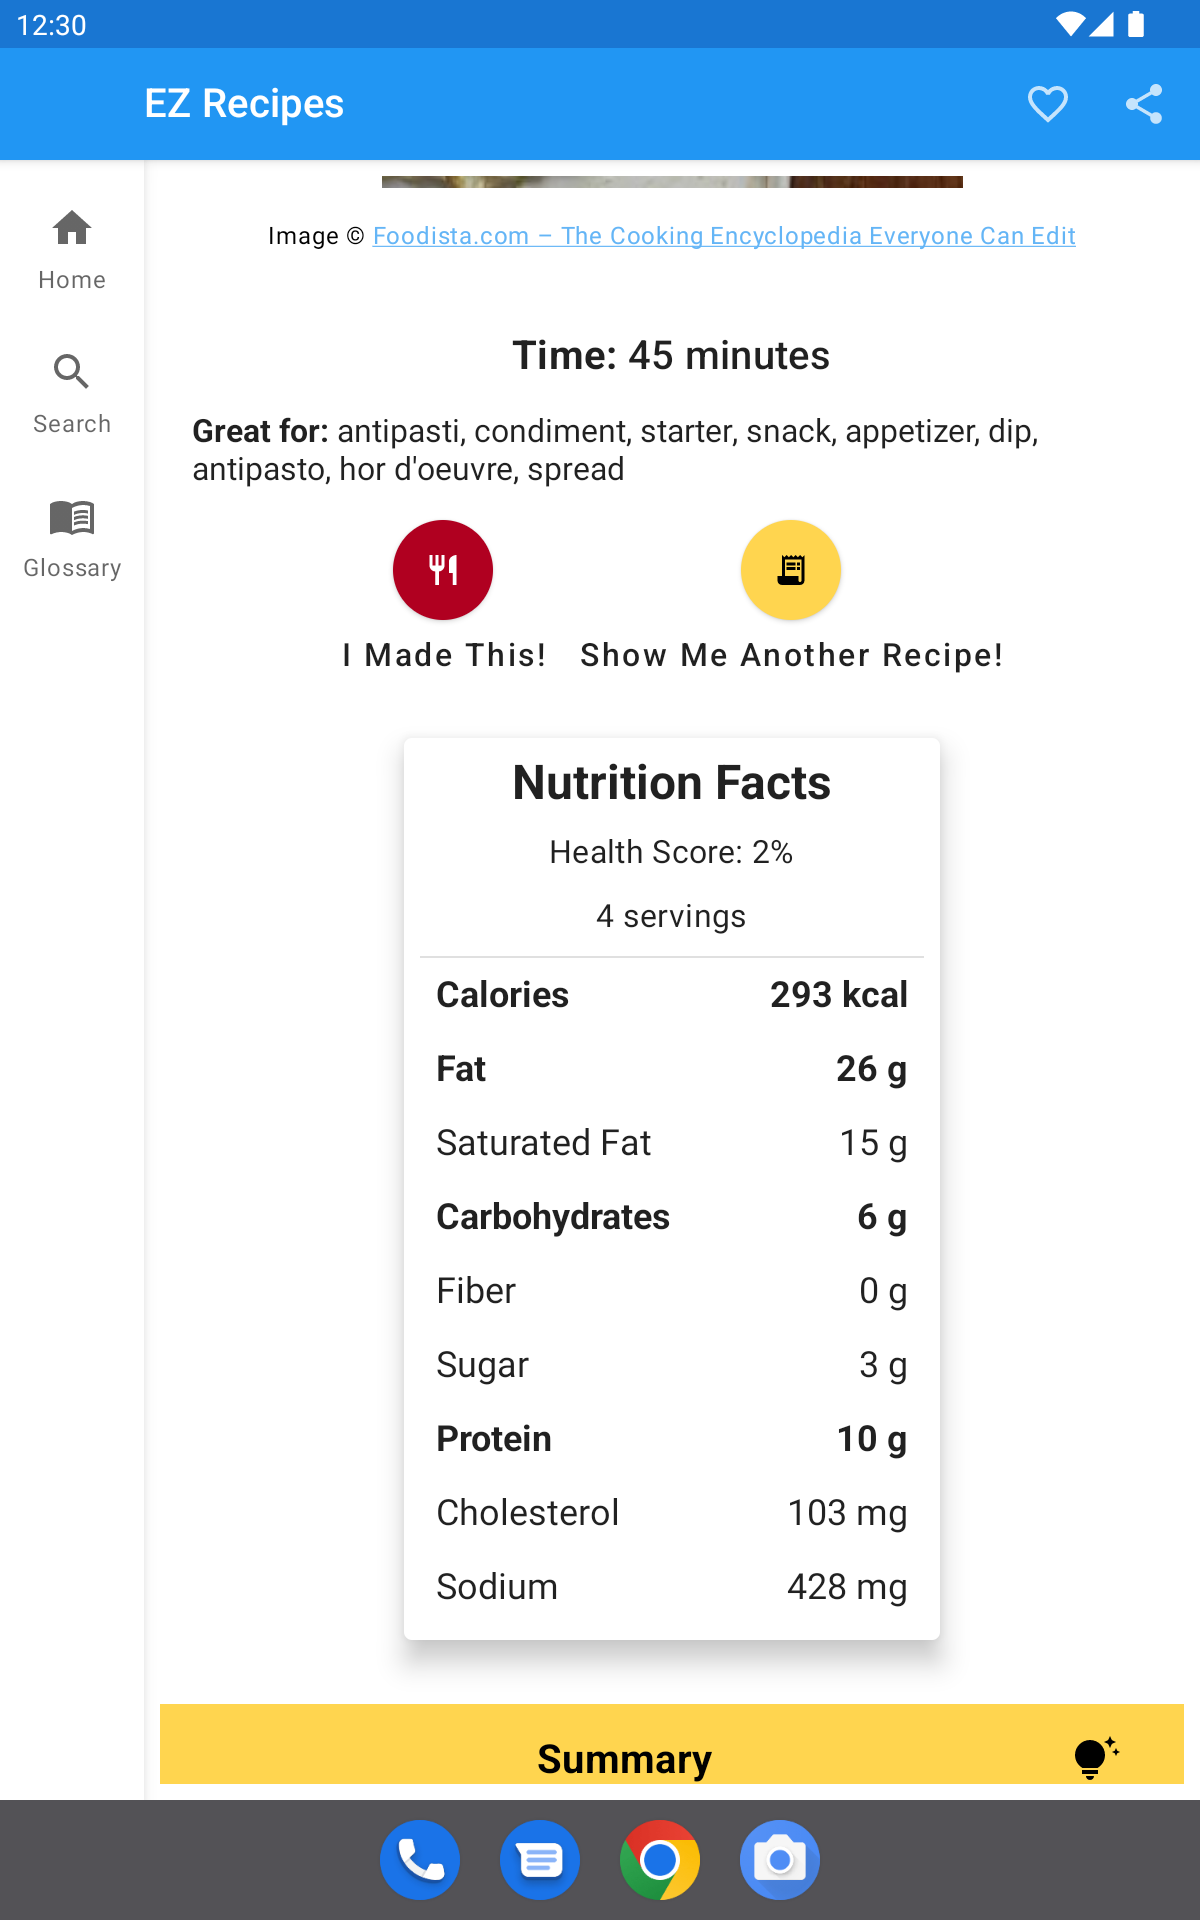 12:30
EZ Recipes
Home
Search
Glossary
Image © Foodista.com – The Cooking Encyclopedia Everyone Can Edit
Time: 45 minutes
Great for: antipasti, condiment, starter, snack, appetizer, dip,
antipasto, hor d'oeuvre, spread
I Made This!
Show Me Another Recipe!
Nutrition Facts
Health Score: 2%
4 servings
Calories 293 kcal
Fat 26 g
Saturated Fat 15 g
Carbohydrates 6 g
Fiber 0 g
Sugar 3 g
Protein 10 g
Cholesterol 103 mg
Sodium 428 mg
Summary